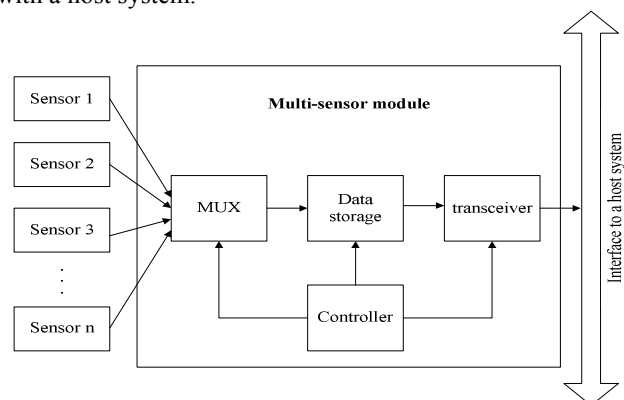 with a host system.
Multi-sensor module
Sensor 1
Sensor 2
Sensor 3
Sensor n
MUX
Data
storage
transceiver
Controller
Interface to a host system